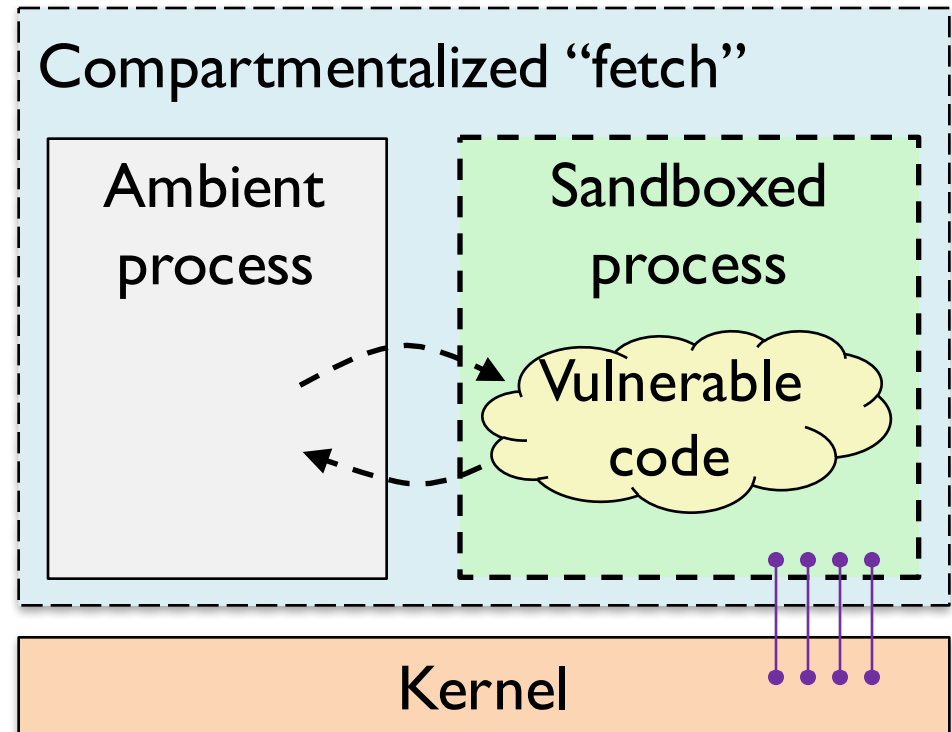 Compartmentalized “fetch”
Ambient
process
Sandboxed
process
Vulnerable
code
Kernel